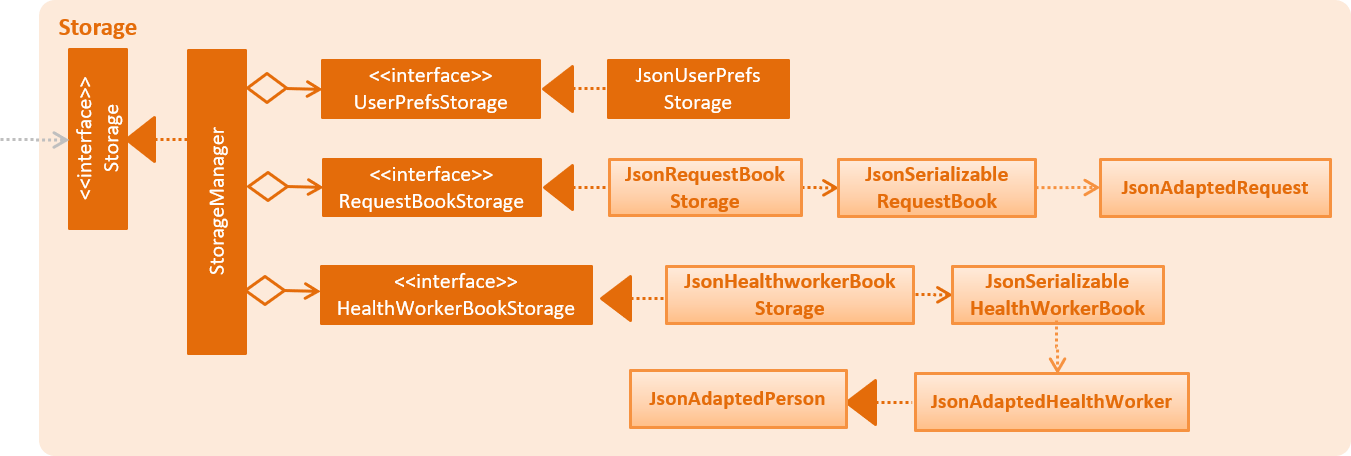 Storage
<<interface>>
Storage
StorageManager
<<interface>>
UserPrefsStorage
JsonUserPrefs
Storage
<<interface>>
RequestBookStorage
JsonRequestBook
Storage
JsonSerializable
RequestBook
JsonAdaptedRequest
<<interface>>
HealthWorkerBookStorage
JsonHealthworkerBook
Storage
JsonSerializable
HealthWorkerBook
JsonAdaptedPerson
JsonAdaptedHealthWorker